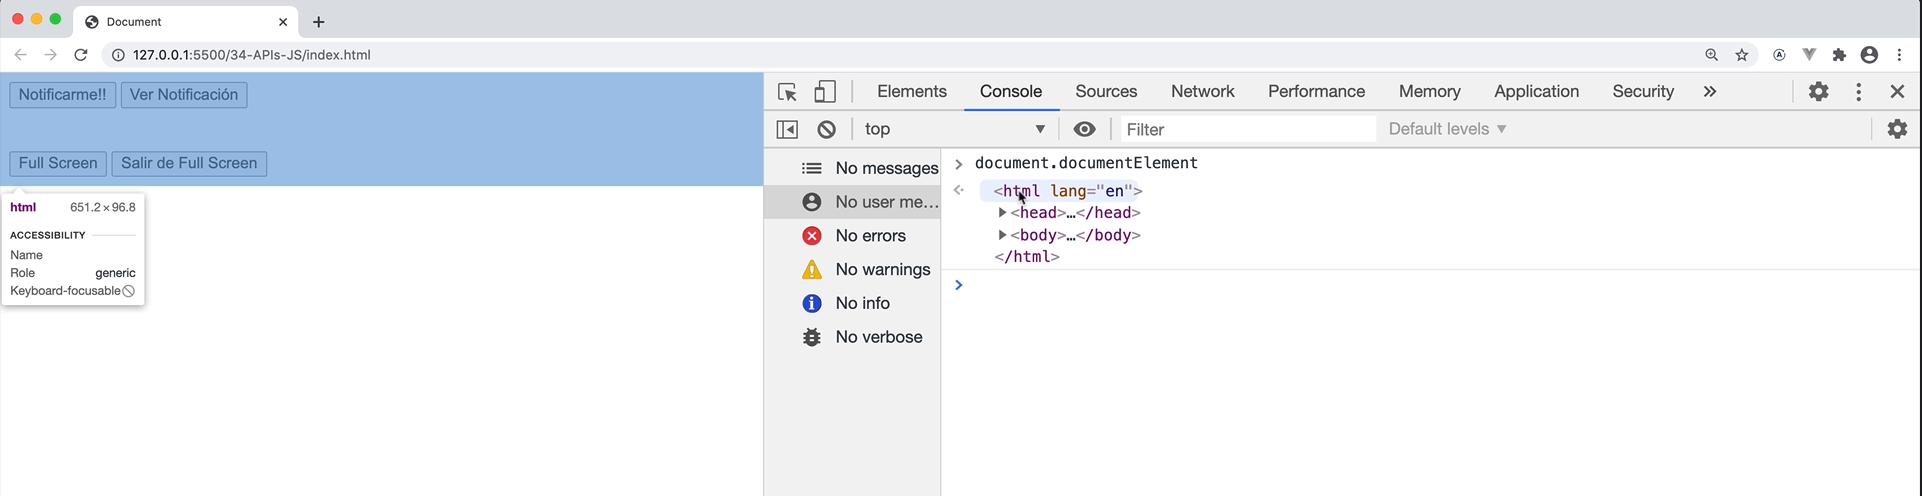 Document
127.0.0.1:5500/34-APIs-JS/index.html
Notificarme!! Ver Notificación
Full Screen Salir de Full Screen
html 651.2 × 96.8
ACCESSIBILITY
Name
Role generic
Keyboard-focusable
Elements Console Sources Network Performance Memory Application Security
top Filter Default levels ▼
No messages
No user me…
No errors
No warnings
No info
No verbose
document.documentElement
<html lang="en">
<head>…</head>
<body>…</body>
</html>